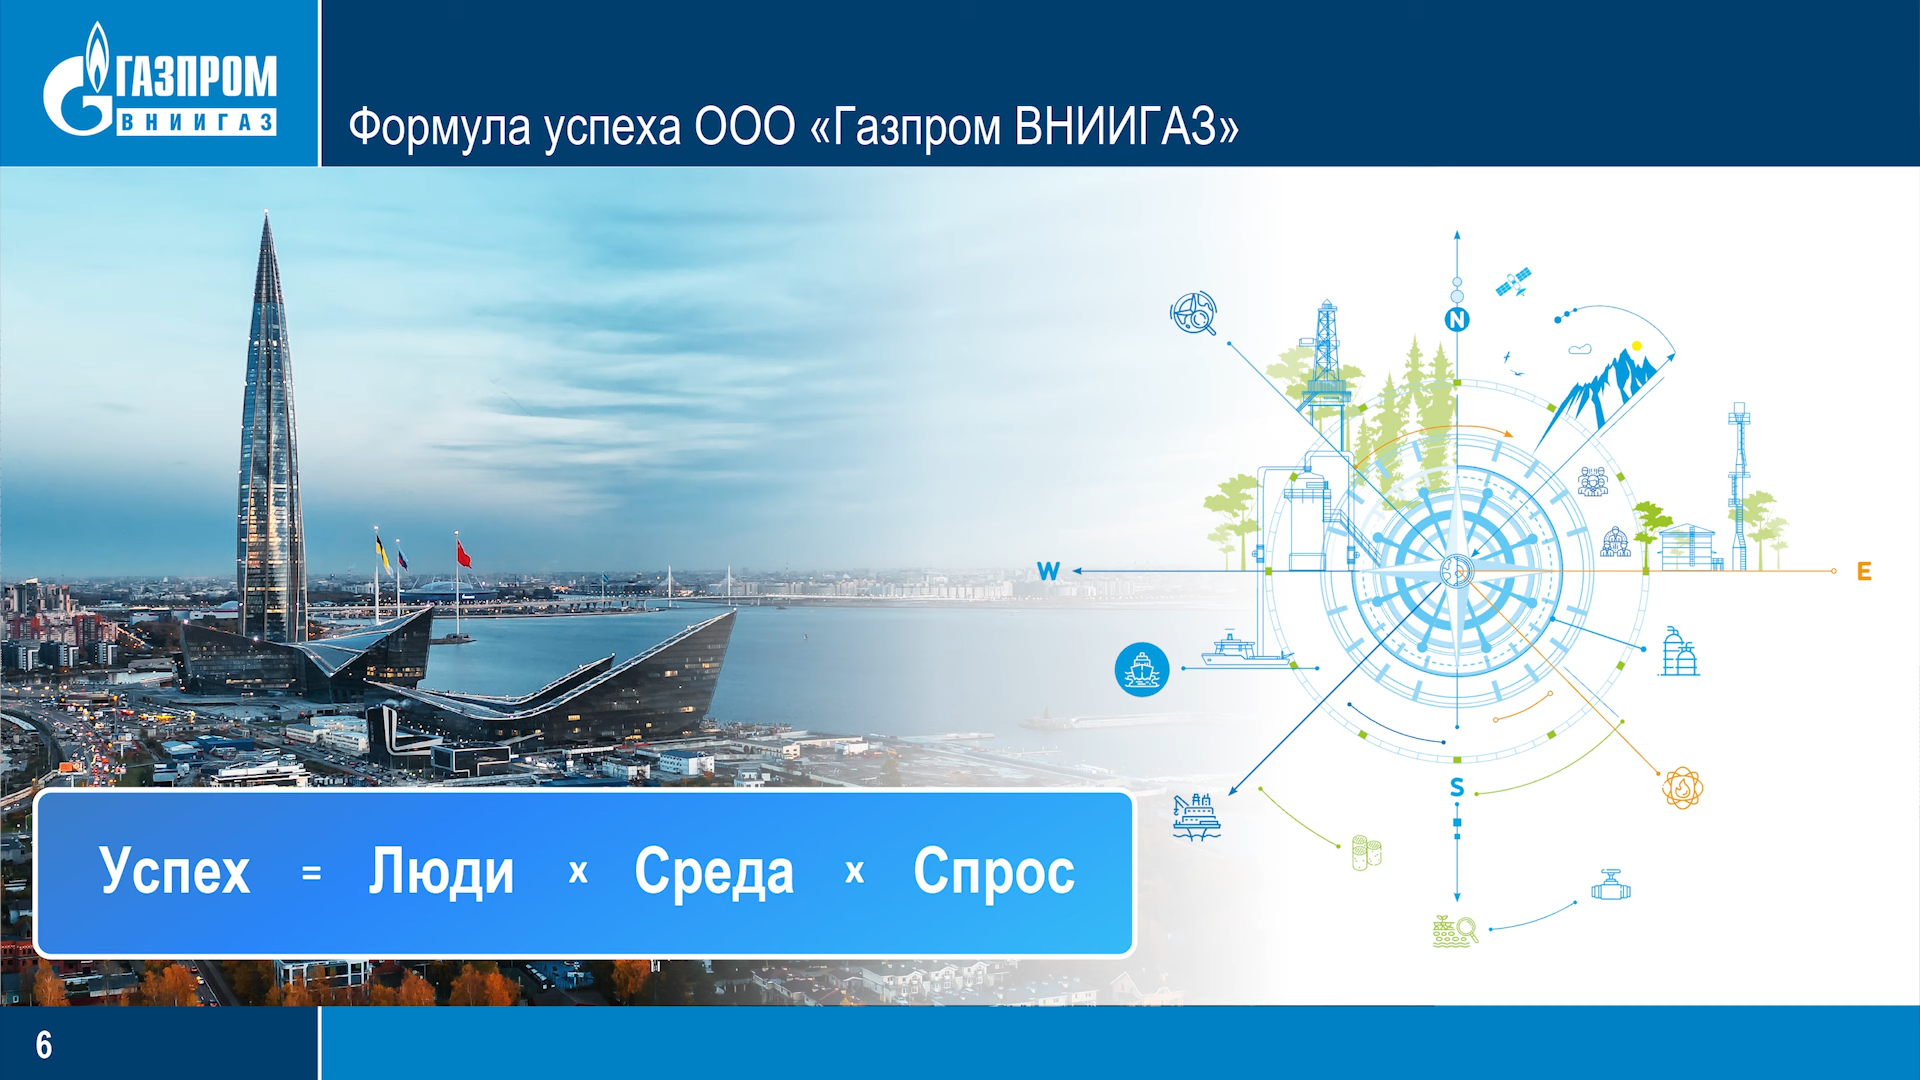 ГАЗПРОМ
ВНИИГАЗ
Формула успеха ООО «Газпром ВНИИГАЗ»
N
W
E
S
Успех = Люди х Среда х Спрос
6